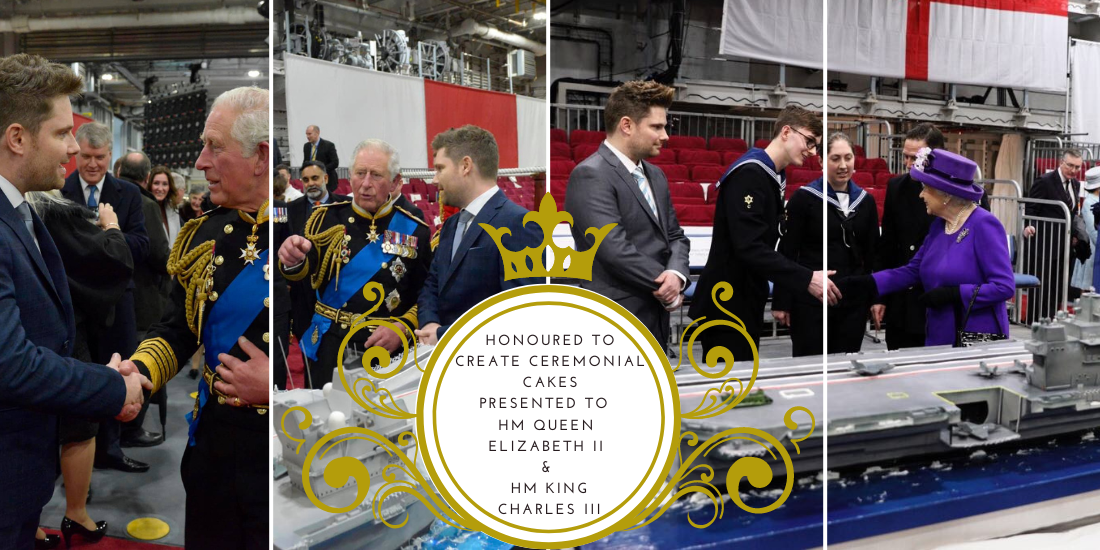 HONOURED TO
CREATE CEREMONIAL
CAKES
PRESENTED TO
HM QUEEN
ELIZABETH II
&
HM KING
CHARLES III